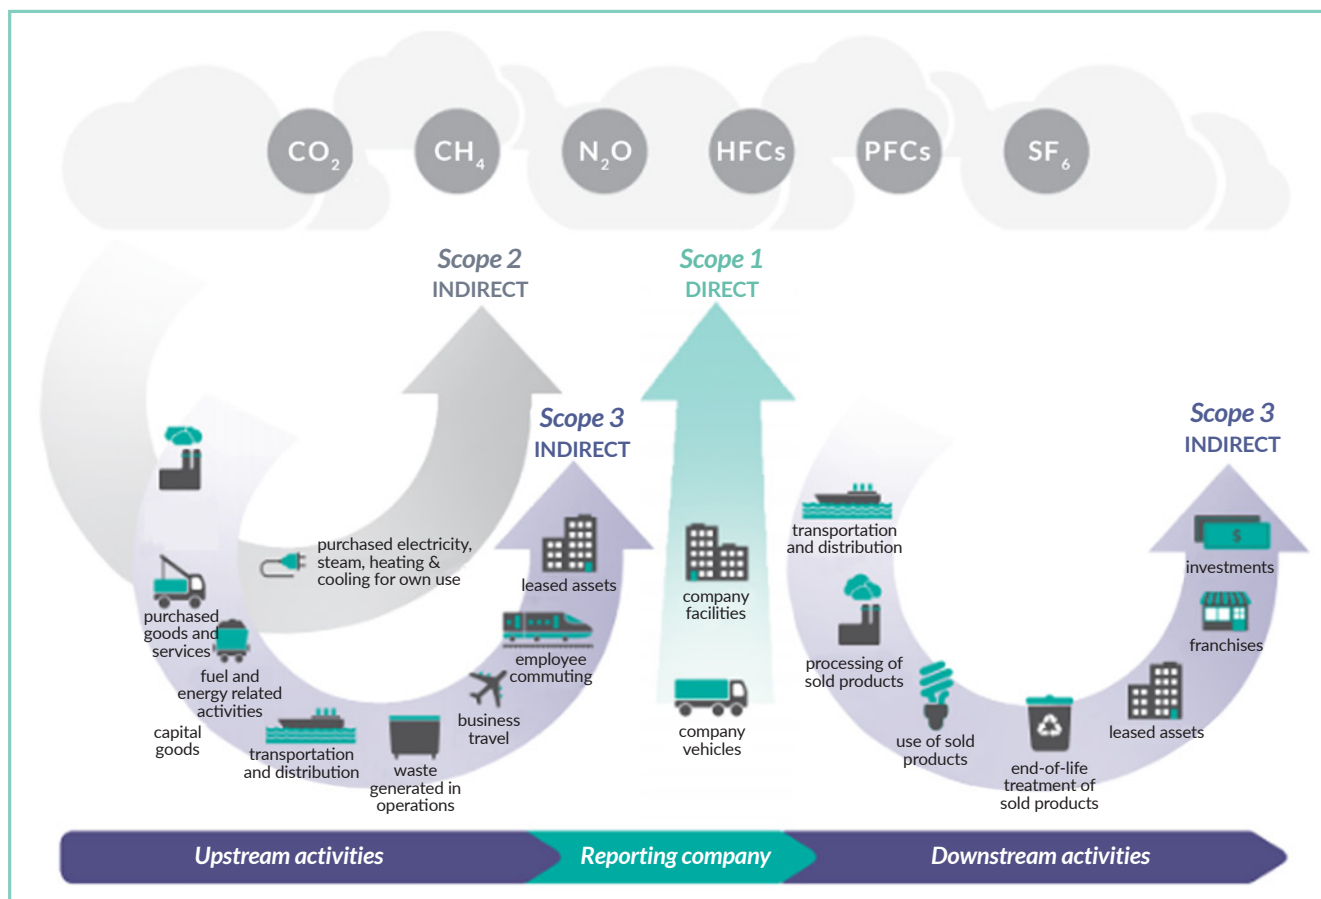 CO₂
CH₄
N₂O
HFCs
PFCs
SF₆
Scope 2
INDIRECT
Scope 1
DIRECT
Scope 3
INDIRECT
Scope 3
INDIRECT
purchased electricity,
steam, heating &
cooling for own use
purchased
goods and
services
fuel and
energy related
activities
capital
goods
transportation
and distribution
waste
generated in
operations
business
travel
employee
commuting
leased assets
company
facilities
company
vehicles
transportation
and distribution
processing of
sold products
use of sold
products
end-of-life
treatment of
sold products
leased assets
franchises
$
investments
Upstream activities
Reporting company
Downstream activities